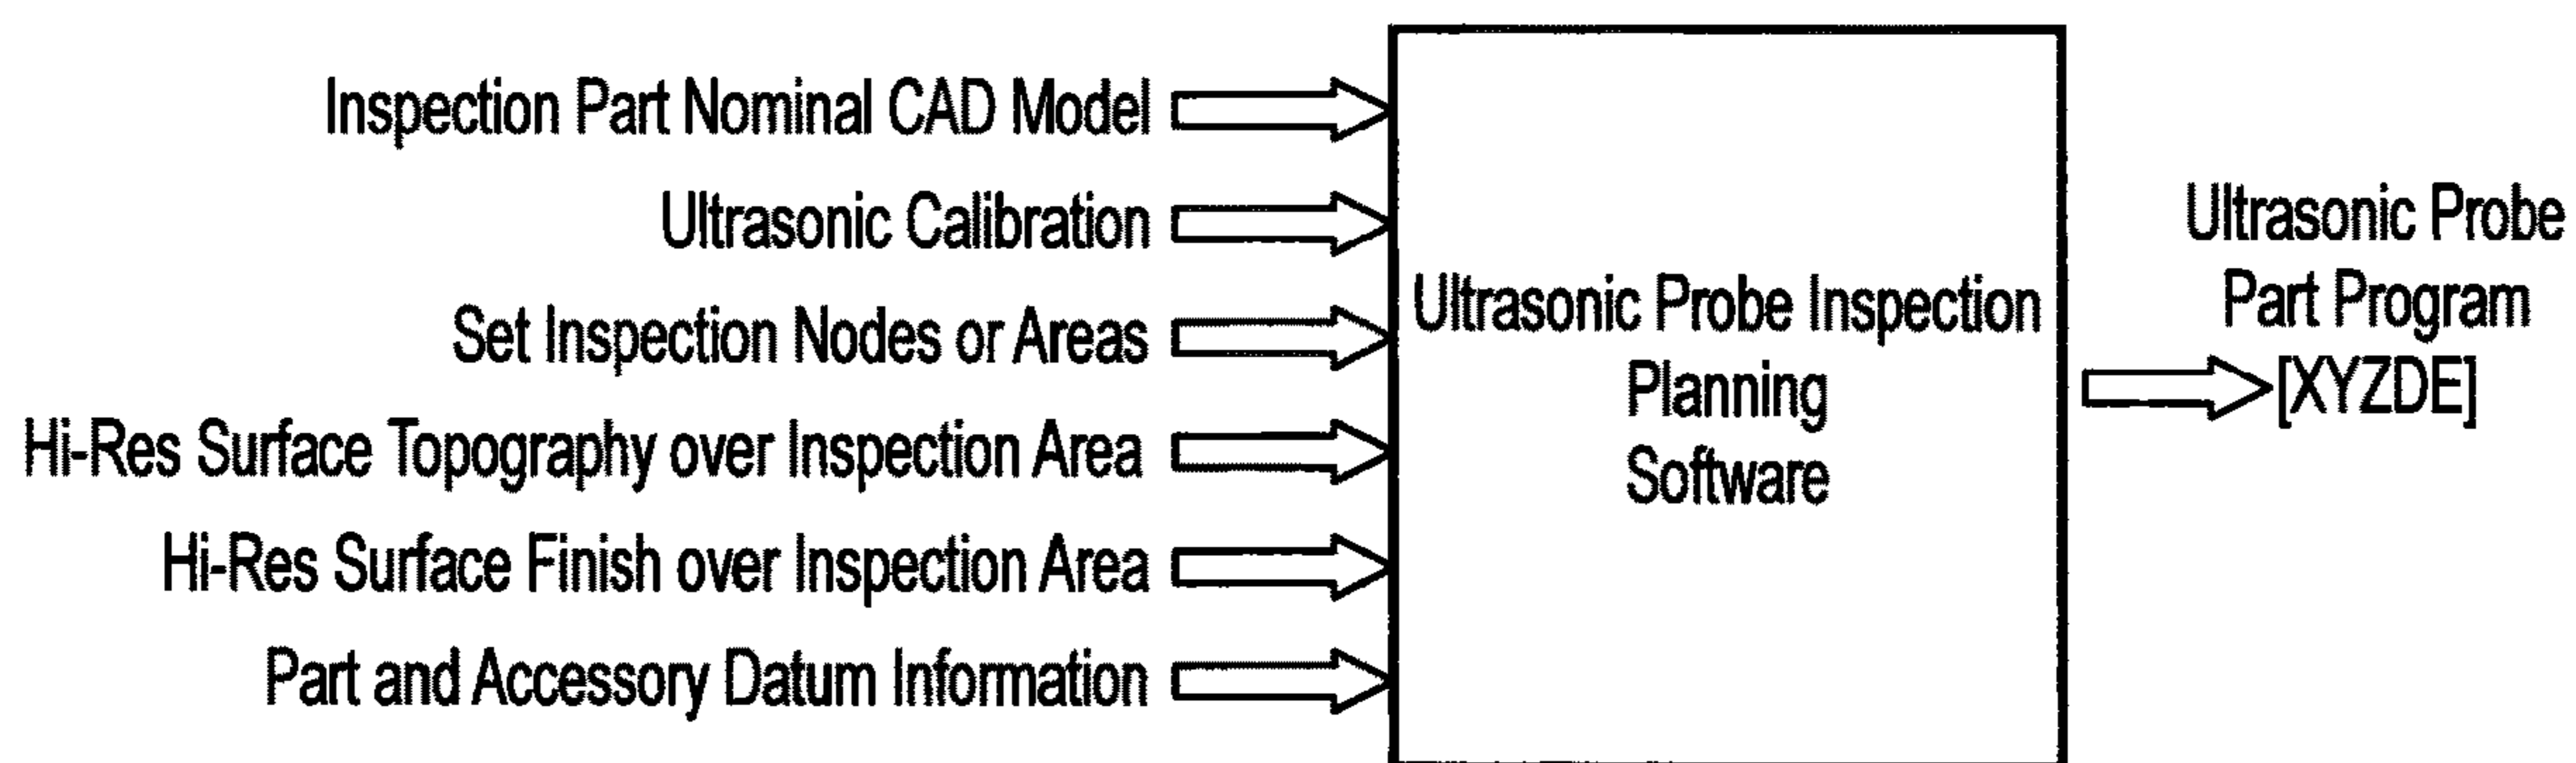 Inspection Part Nominal CAD Model
Ultrasonic Calibration
Set Inspection Nodes or Areas
Hi-Res Surface Topography over Inspection Area
Hi-Res Surface Finish over Inspection Area
Part and Accessory Datum Information
Ultrasonic Probe Inspection
Planning
Software
Ultrasonic Probe
Part Program
[XYZDE]